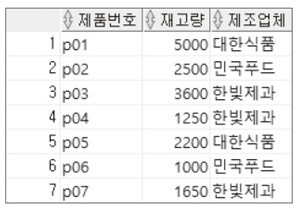 제품번호 재고량 제조업체
1 p01 5000 대한식품
2 p02 2500 민국푸드
3 p03 3600 한빛제과
4 p04 1250 한빛제과
5 p05 2200 대한식품
6 p06 1000 민국푸드
7 p07 1650 한빛제과